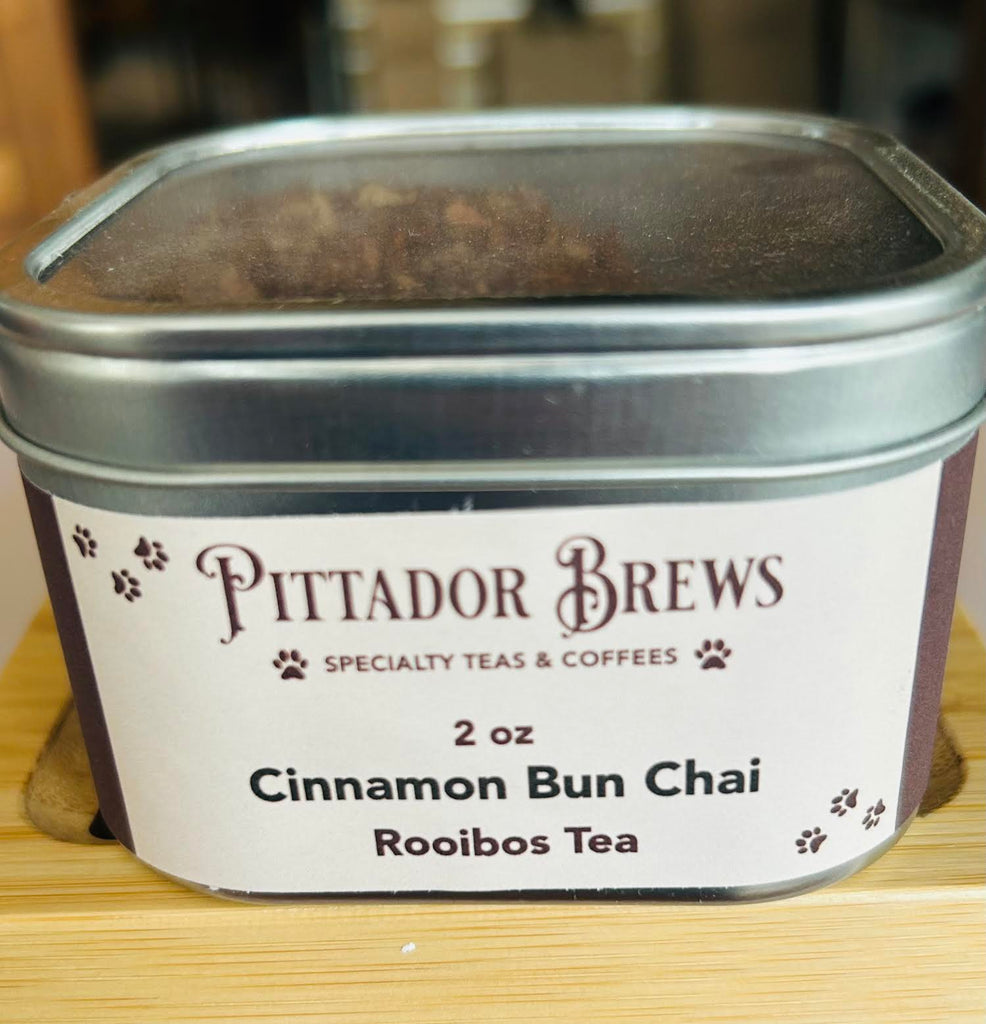 PITTADOR BREWS
SPECIALTY TEAS & COFFEES
2 oz
Cinnamon Bun Chai
Rooibos Tea